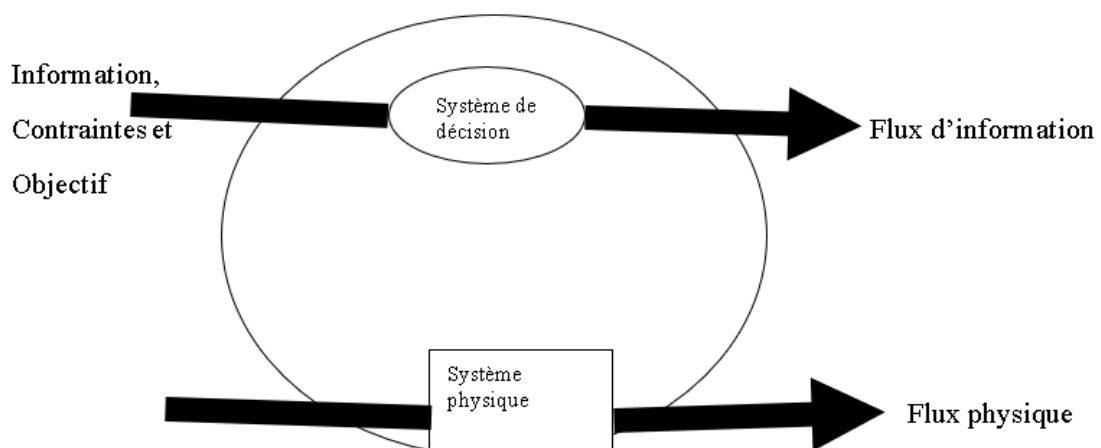 Information,
Contraintes et
Objectif
Système de
décision
Flux d’information
Système
physique
Flux physique